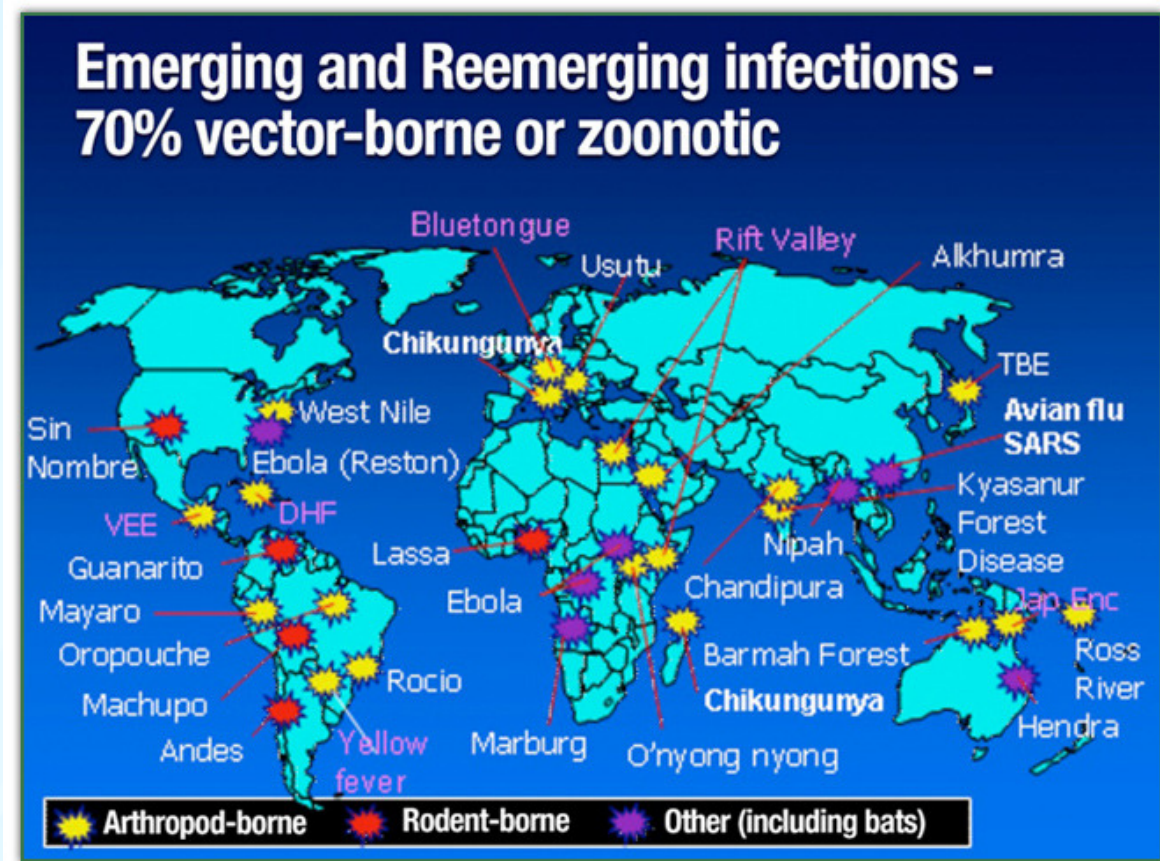 Emerging and Reemerging infections -
70% vector-borne or zoonotic
Bluetongue
Rift Valley
Usutu
Alkhumra
Chikungunya
TBE
Avian flu
SARS
West Nile
Sin
Nombre
Ebola (Reston)
Kyasanur
Forest
Disease
VEE
DHF
Guanarito
Lassa
Nipah
Chandipura
Mayaro
Ebola
Jap Enc
Oropouche
Barmah Forest
Ross
River
Rocio
Machupo
Chikungunya
Hendra
Andes
Yellow
fever
Marburg
O'nyong nyong
Arthropod-borne
Rodent-borne
Other (including bats)